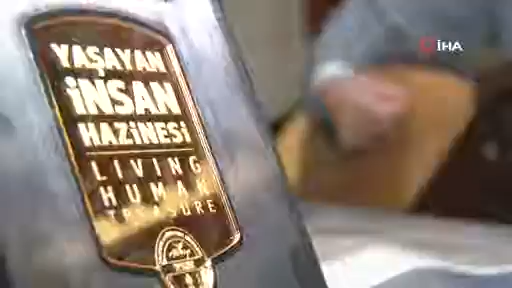 YAŞAYAN
İNSAN
HAZİNESİ
LIVING
HUMAN
TREASURE
İHA